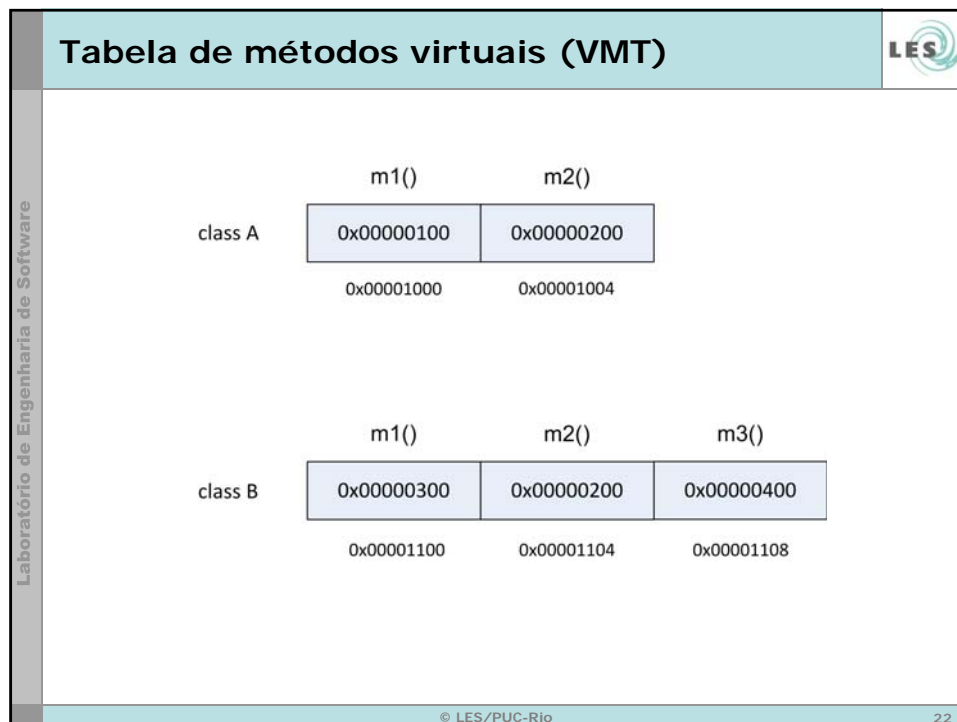 Tabela de métodos virtuais (VMT)
LES
Laboratório de Engenharia de Software
m1() m2()
class A 0x00000100 0x00000200
0x00001000 0x00001004
m1() m2() m3()
class B 0x00000300 0x00000200 0x00000400
0x00001100 0x00001104 0x00001108
© LES/PUC-Rio 22